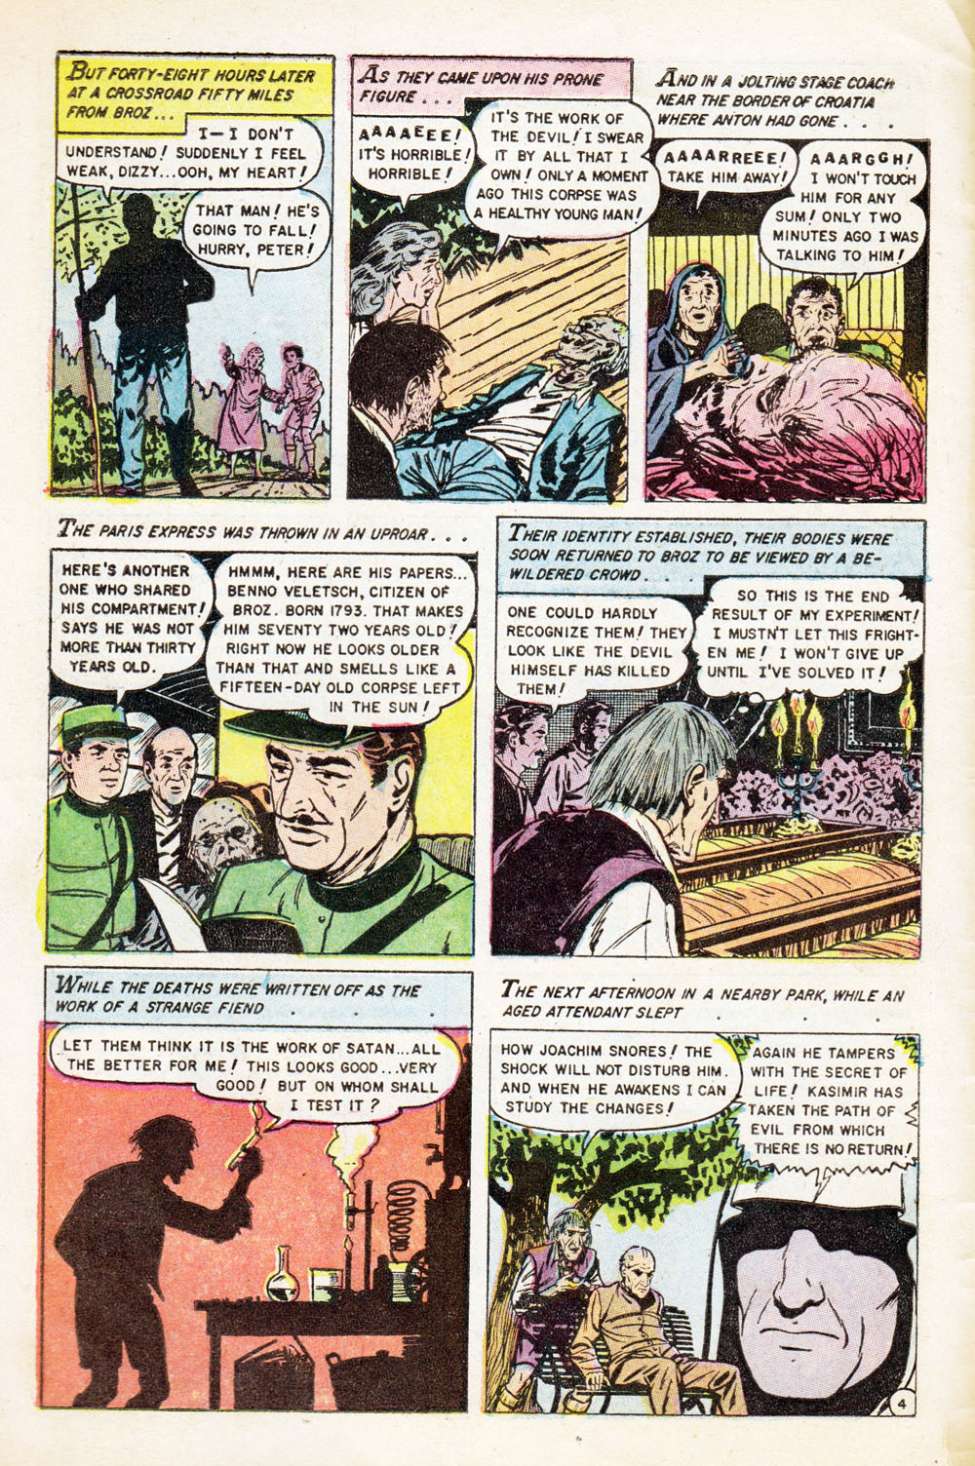 BUT FORTY-EIGHT HOURS LATER
AT A CROSSROAD FIFTY MILES
FROM BROZ...
I-I DON'T
UNDERSTAND! SUDDENLY I FEEL
WEAK, DIZZY...OOH, MY HEART!
THAT MAN! HE'S
GOING TO FALL!
HURRY, PETER!
AS THEY CAME UPON HIS PRONE
FIGURE...
AAAAEEE!
IT'S HORRIBLE!
HORRIBLE!
IT'S THE WORK OF
THE DEVIL! I SWEAR
IT BY ALL THAT I
OWN! ONLY A MOMENT
AGO THIS CORPSE WAS
A HEALTHY YOUNG MAN!
AND IN A JOLTING STAGE COACH
NEAR THE BORDER OF CROATIA
WHERE ANTON HAD GONE . . .
AAAARREEE!
TAKE HIM AWAY!
AAARGGH!
I WON'T TOUCH
HIM FOR ANY
SUM! ONLY TWO
MINUTES AGO I WAS
TALKING TO HIM!
THE PARIS EXPRESS WAS THROWN IN AN UPROAR...
HERE'S ANOTHER
ONE WHO SHARED
HIS COMPARTMENT!
SAYS HE WAS NOT
MORE THAN THIRTY
YEARS OLD.
HMMM, HERE ARE HIS PAPERS...
BENNO VELETSCH, CITIZEN OF
BROZ. BORN 1793. THAT MAKES
HIM SEVENTY TWO YEARS OLD!
RIGHT NOW HE LOOKS OLDER
THAN THAT AND SMELLS LIKE A
FIFTEEN-DAY OLD CORPSE LEFT
IN THE SUN!
THEIR IDENTITY ESTABLISHED, THEIR BODIES WERE
SOON RETURNED TO BROZ TO BE VIEWED BY A BE-
WILDERED CROWD . . . .
ONE COULD HARDLY
RECOGNIZE THEM! THEY
LOOK LIKE THE DEVIL
HIMSELF HAS KILLED
THEM!
SO THIS IS THE END
RESULT OF MY EXPERIMENT!
I MUSTN'T LET THIS FRIGHT-
EN ME! I WON'T GIVE UP
UNTIL I'VE SOLVED IT!
WHILE THE DEATHS WERE WRITTEN OFF AS THE
WORK OF A STRANGE FIEND . . .
LET THEM THINK IT IS THE WORK OF SATAN...ALL
THE BETTER FOR ME! THIS LOOKS GOOD...VERY
GOOD! BUT ON WHOM SHALL
I TEST IT?
THE NEXT AFTERNOON IN A NEARBY PARK, WHILE AN
AGED ATTENDANT SLEPT . . .
HOW JOACHIM SNORES! THE
SHOCK WILL NOT DISTURB HIM.
AND WHEN HE AWAKENS I CAN
STUDY THE CHANGES!
AGAIN HE TAMPERS
WITH THE SECRET OF
LIFE! KASIMIR HAS
TAKEN THE PATH OF
EVIL FROM WHICH
THERE IS NO RETURN!
4